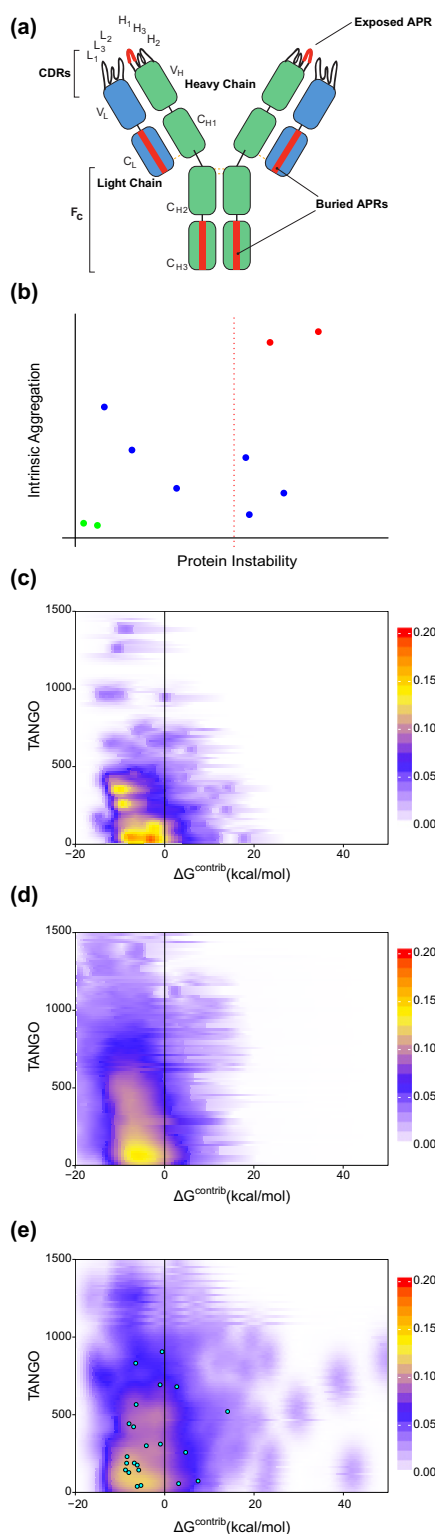 (a)
H1
H3
H2
L2
L3
L1
Exposed APR
CDRs
VH
Heavy Chain
VL
CH1
CL
Light Chain
Buried APRs
FC
CH2
CH3
(b)
Intrinsic Aggregation
Protein Instability
(c)
1500
1000
500
0
TANGO
−20
0
20
40
ΔGcontrib(kcal/mol)
0.20
0.15
0.10
0.05
0.00
(d)
1500
1000
500
0
TANGO
−20
0
20
40
ΔGcontrib(kcal/mol)
0.20
0.15
0.10
0.05
0.00
(e)
1500
1000
500
0
TANGO
−20
0
20
40
ΔGcontrib(kcal/mol)
0.20
0.15
0.10
0.05
0.00